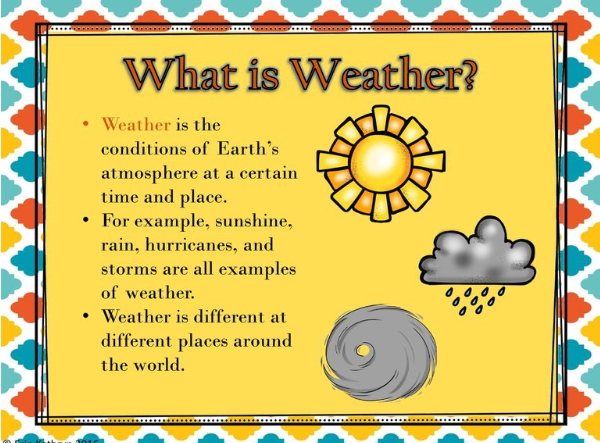 What is Weather?
• Weather is the
conditions of Earth's
atmosphere at a certain
time and place.
• For example, sunshine,
rain, hurricanes, and
storms are all examples
of weather.
• Weather is different at
different places around
the world.